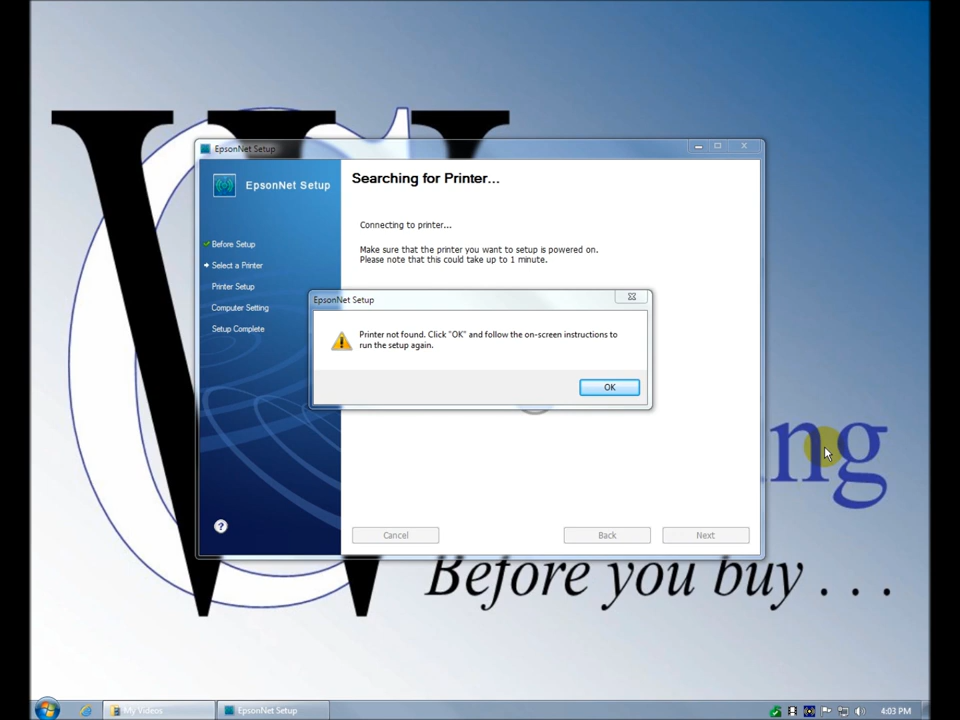 EpsonNet Setup
EpsonNet Setup
Searching for Printer...
Connecting to printer...
Make sure that the printer you want to setup is powered on.
Please note that this could take up to 1 minute.
Before Setup
Select a Printer
Printer Setup
Computer Setting
Setup Complete
EpsonNet Setup
Printer not found. Click "OK" and follow the on-screen instructions to
run the setup again.
OK
?
Cancel
Back
Next
ng
Before you buy . . .
My Videos
EpsonNet Setup
4:03 PM